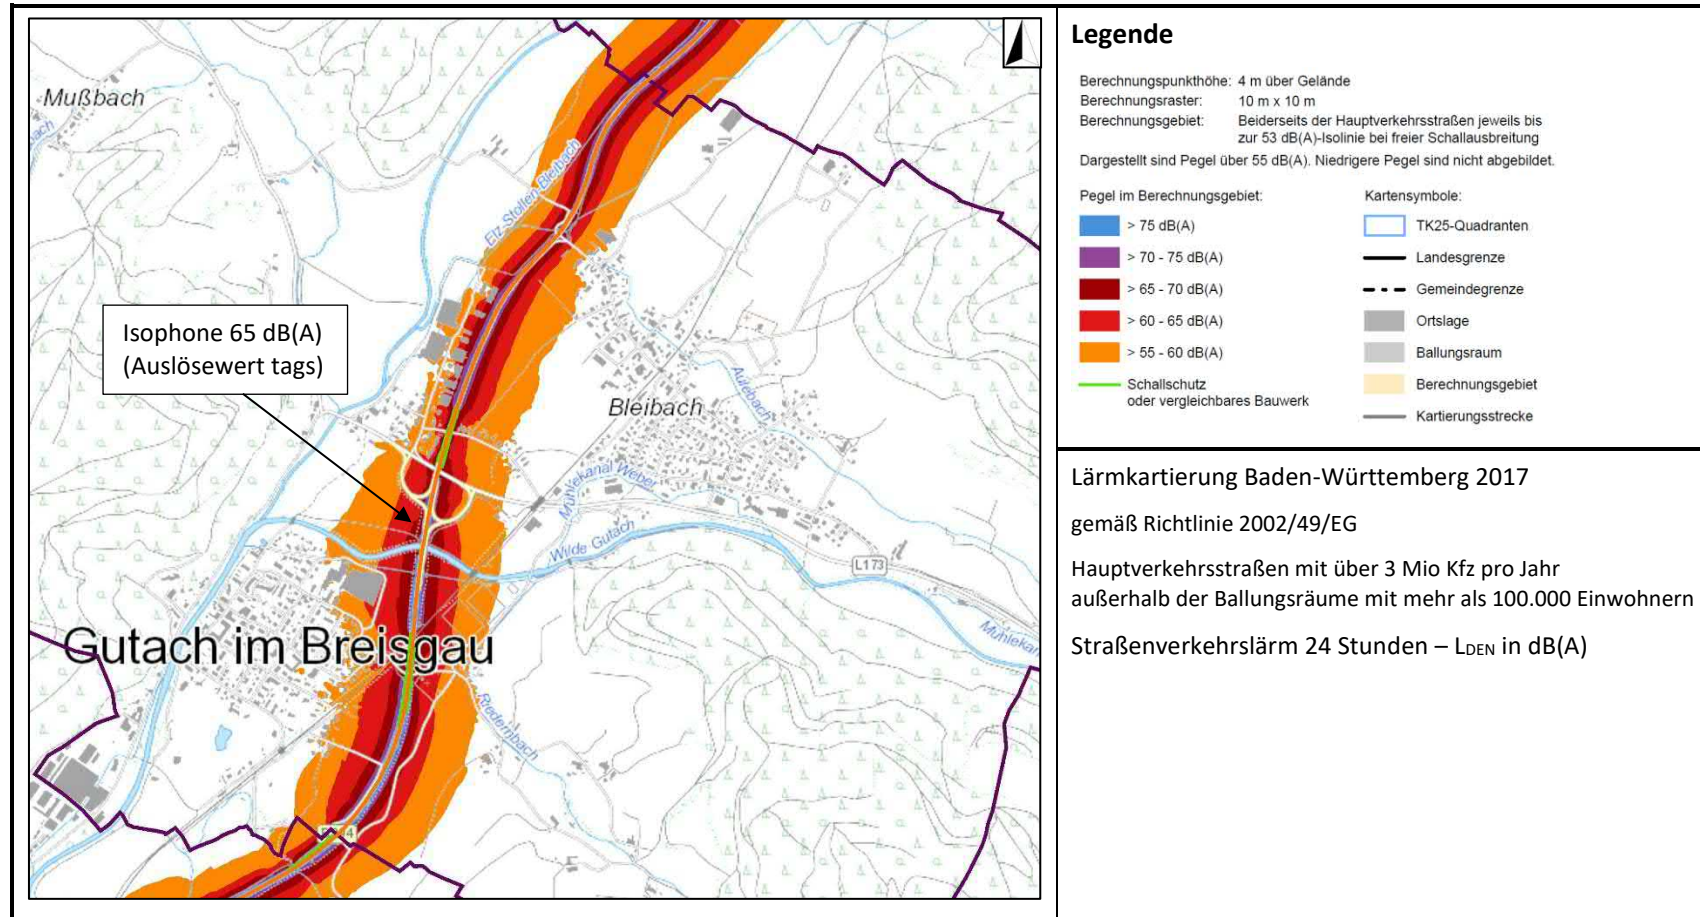 Mußbach
Elz-Stollen Bleibach
Isophone 65 dB(A)
(Auslösewert tags)
Bleibach
Aulebach
Mühlekanal Weber
Wilde Gutach
L173
Mühlekar
Gutach im Breisgau
Riedernbach
4
Legende
Berechnungspunkthöhe: 4 m über Gelände
Berechnungsraster: 10 m x 10 m
Berechnungsgebiet: Beiderseits der Hauptverkehrsstraßen jeweils bis
zur 53 dB(A)-Isolinie bei freier Schallausbreitung
Dargestellt sind Pegel über 55 dB(A). Niedrigere Pegel sind nicht abgebildet.
Pegel im Berechnungsgebiet:
> 75 dB(A)
> 70 - 75 dB(A)
> 65 - 70 dB(A)
> 60 - 65 dB(A)
> 55 - 60 dB(A)
Schallschutz
oder vergleichbares Bauwerk
Kartensymbole:
TK25-Quadranten
Landesgrenze
Gemeindegrenze
Ortslage
Ballungsraum
Berechnungsgebiet
Kartierungsstrecke
Lärmkartierung Baden-Württemberg 2017
gemäß Richtlinie 2002/49/EG
Hauptverkehrsstraßen mit über 3 Mio Kfz pro Jahr
außerhalb der Ballungsräume mit mehr als 100.000 Einwohnern
Straßenverkehrslärm 24 Stunden – LDEN in dB(A)